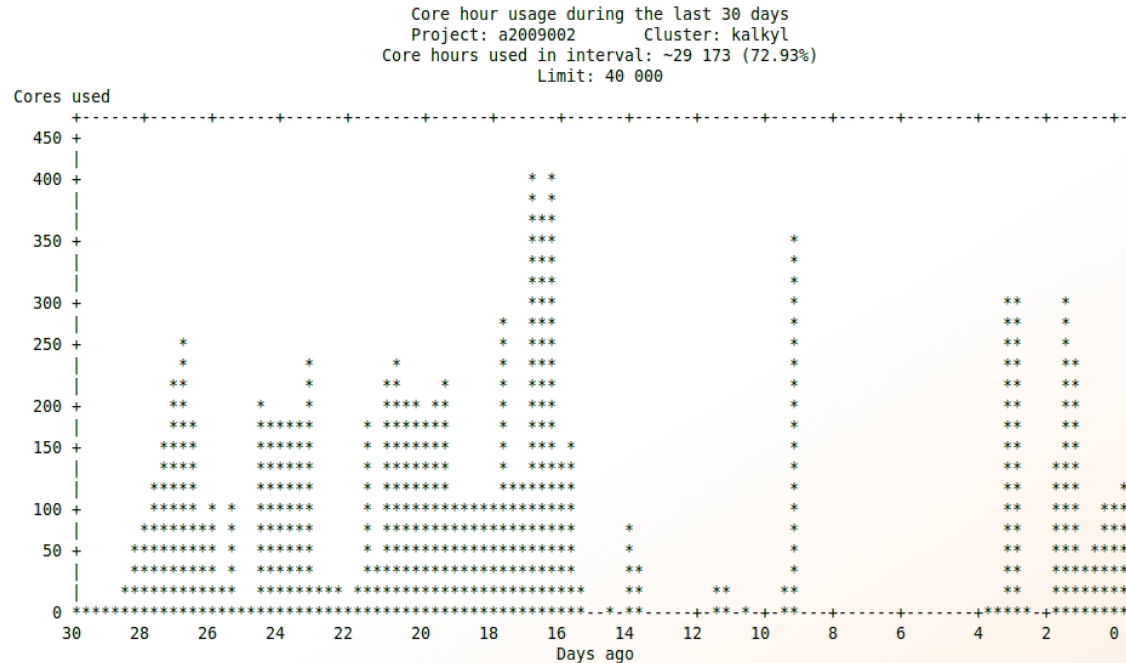 Core hour usage during the last 30 days
Project: a2009002 Cluster: kalkyl
Core hours used in interval: ~29 173 (72.93%)
Limit: 40 000
Cores used
450
400
350
300
250
200
150
100
50
0
30 28 26 24 22 20 18 16 14 12 10 8 6 4 2 0
Days ago